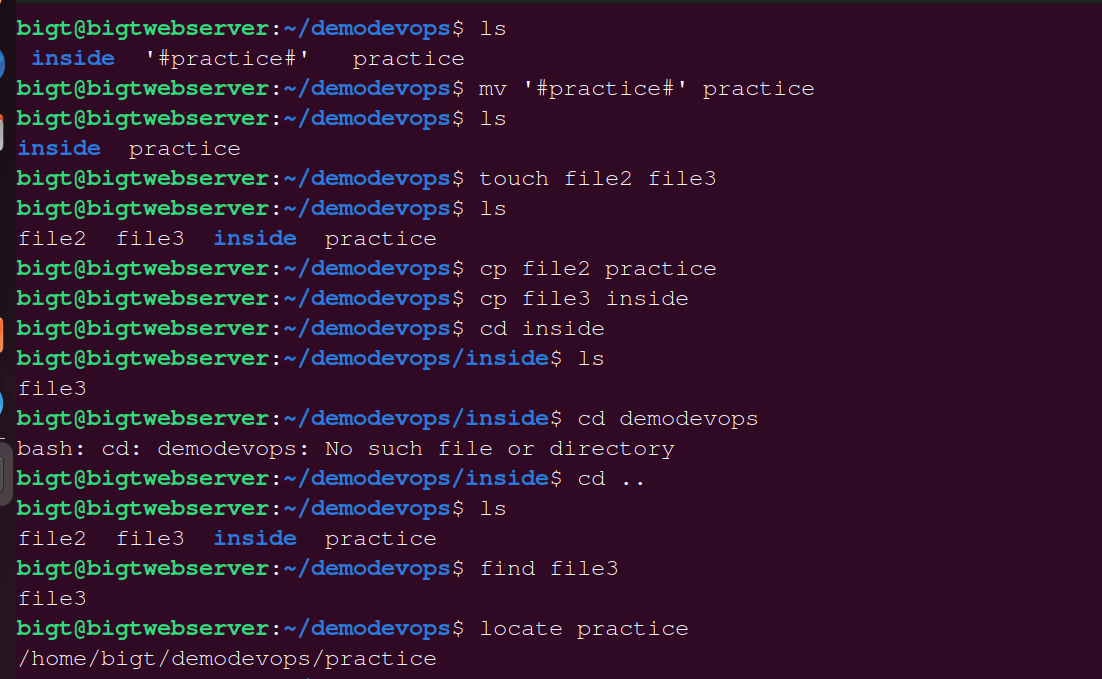 bigt@bigtwebserver:~/demodevops$ ls
inside  '#practice#'   practice
bigt@bigtwebserver:~/demodevops$ mv '#practice#' practice
bigt@bigtwebserver:~/demodevops$ ls
inside  practice
bigt@bigtwebserver:~/demodevops$ touch file2 file3
bigt@bigtwebserver:~/demodevops$ ls
file2  file3  inside  practice
bigt@bigtwebserver:~/demodevops$ cp file2 practice
bigt@bigtwebserver:~/demodevops$ cp file3 inside
bigt@bigtwebserver:~/demodevops$ cd inside
bigt@bigtwebserver:~/demodevops/inside$ ls
file3
bigt@bigtwebserver:~/demodevops/inside$ cd demodevops
bash: cd: demodevops: No such file or directory
bigt@bigtwebserver:~/demodevops/inside$ cd ..
bigt@bigtwebserver:~/demodevops$ ls
file2  file3  inside  practice
bigt@bigtwebserver:~/demodevops$ find file3
file3
bigt@bigtwebserver:~/demodevops$ locate practice
/home/bigt/demodevops/practice